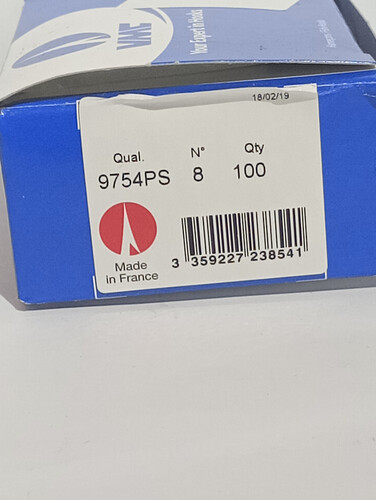 VMC
Your Expert in Hooks
18/02/19
Qual. N° Qty
9754PS 8 100
Made
in France
3 359227 238541